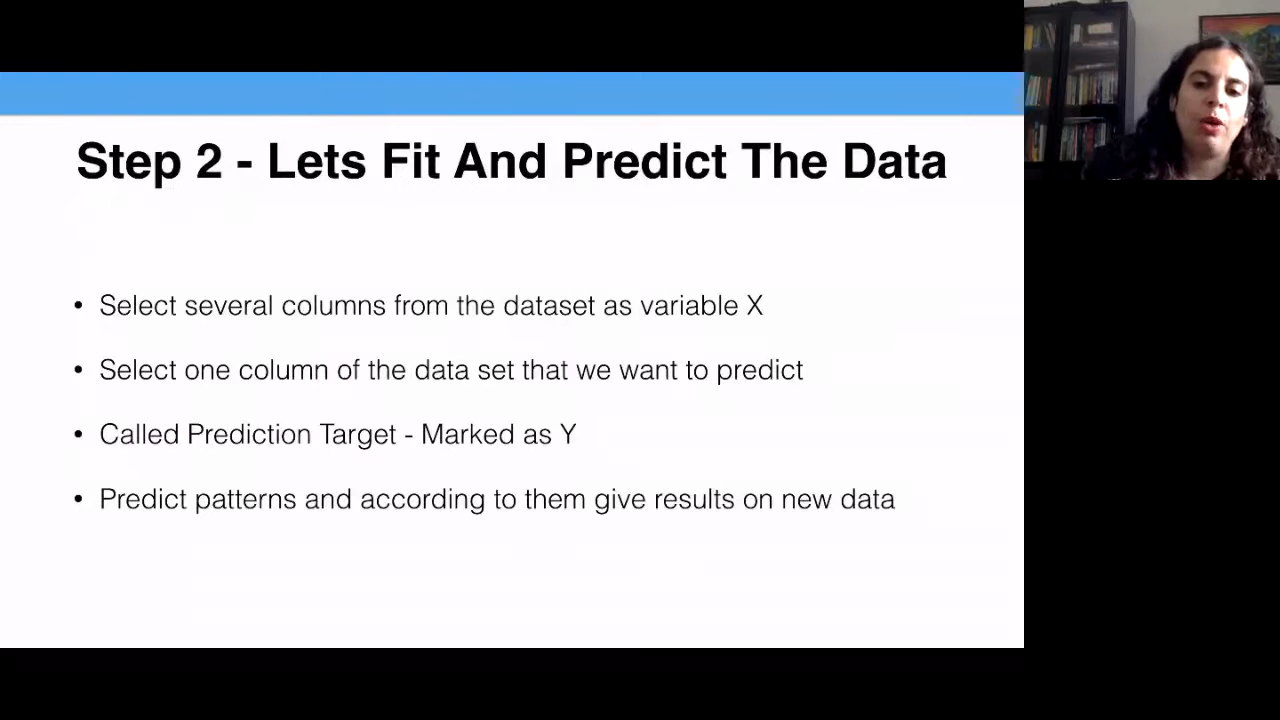 Step 2 - Lets Fit And Predict The Data
• Select several columns from the dataset as variable X
• Select one column of the data set that we want to predict
• Called Prediction Target - Marked as Y
• Predict patterns and according to them give results on new data